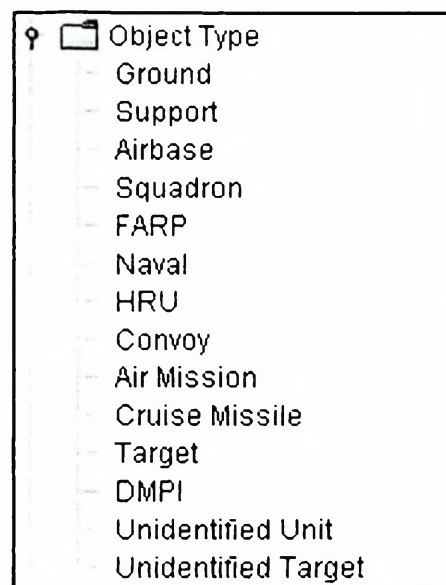 Object Type
Ground
Support
Airbase
Squadron
FARP
Naval
HRU
Convoy
Air Mission
Cruise Missile
Target
DMPI
Unidentified Unit
Unidentified Target